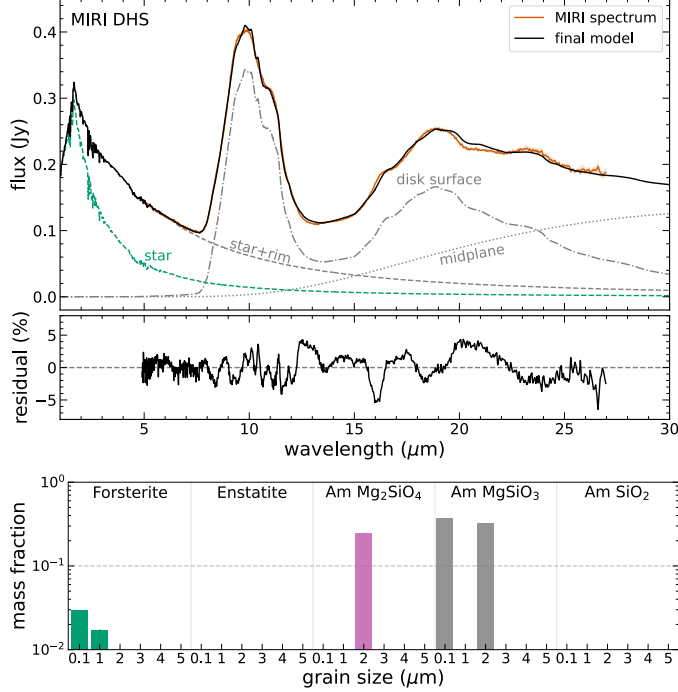 MIRI DHS
MIRI spectrum
final model
flux (Jy)
0.4
0.3
0.2
0.1
0.0
star
star+rim
disk surface
midplane
residual (%)
5
0
−5
5 10 15 20 25 30
wavelength (μm)
mass fraction
10⁰
10⁻¹
10⁻²
Forsterite Enstatite Am Mg₂SiO₄ Am MgSiO₃ Am SiO₂
0.1 1 2 3 4 5 0.1 1 2 3 4 5 0.1 1 2 3 4 5 0.1 1 2 3 4 5 0.1 1 2 3 4 5
grain size (μm)